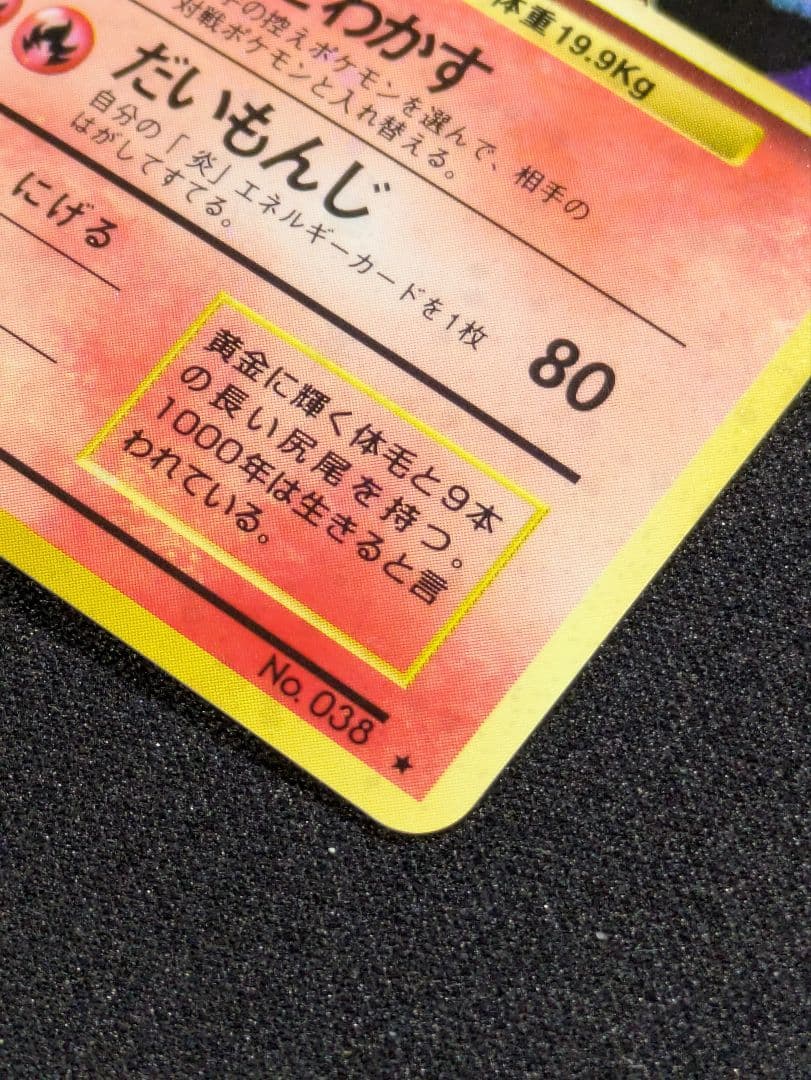 体重 19.9Kg
わかす
の控えポケモンを選んで、相手の
対戦ポケモンと入れ替える。
だいもんじ
80
自分の「炎」エネルギーカードを1枚
はがしてすてる。
にげる
黄金に輝く体毛と9本
の長い尻尾を持つ。
1000年は生きると言
われている。
No. 038 ★